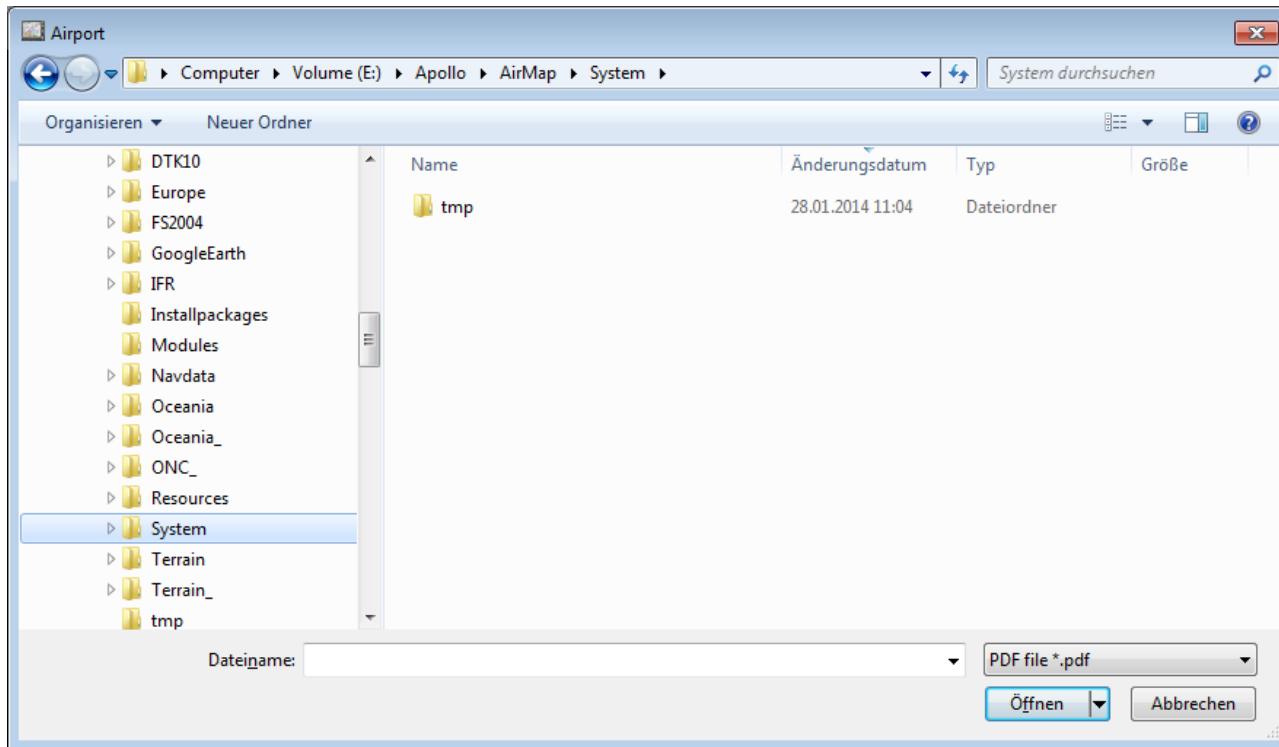 Airport
Computer Volume (E:) Apollo AirMap System
System durchsuchen
Organisieren Neuer Ordner
DTK10
Europe
FS2004
GoogleEarth
IFR
Installpackages
Modules
Navdata
Oceania
Oceania_
ONC_
Resources
System
Terrain
Terrain_
tmp
Name Änderungsdatum Typ Größe
tmp 28.01.2014 11:04 Dateiordner
Dateiname:
PDF file *.pdf
Öffnen Abbrechen